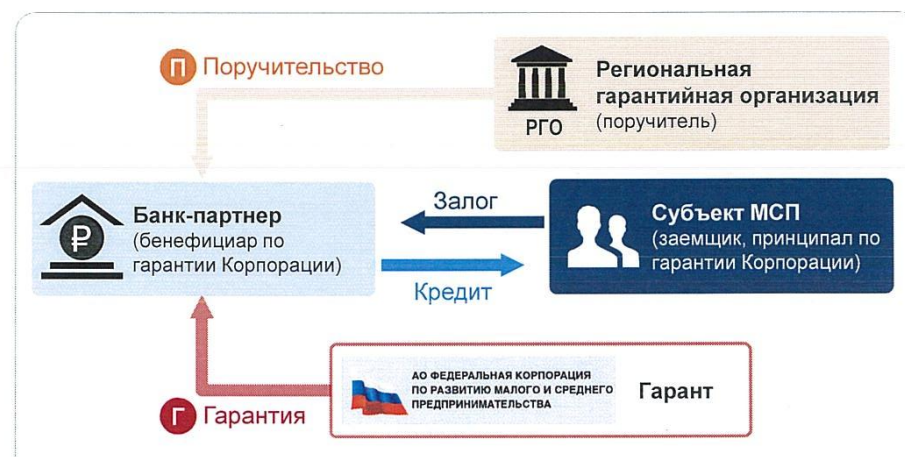 П Поручительство
РГО
Региональная
гарантийная организация
(поручитель)
₽
Банк-партнер
(бенефициар по
гарантии Корпорации)
Залог
Кредит
Субъект МСП
(заемщик, принципал по
гарантии Корпорации)
АО ФЕДЕРАЛЬНАЯ КОРПОРАЦИЯ
ПО РАЗВИТИЮ МАЛОГО И СРЕДНЕГО
ПРЕДПРИНИМАТЕЛЬСТВА
Гарант
Г Гарантия